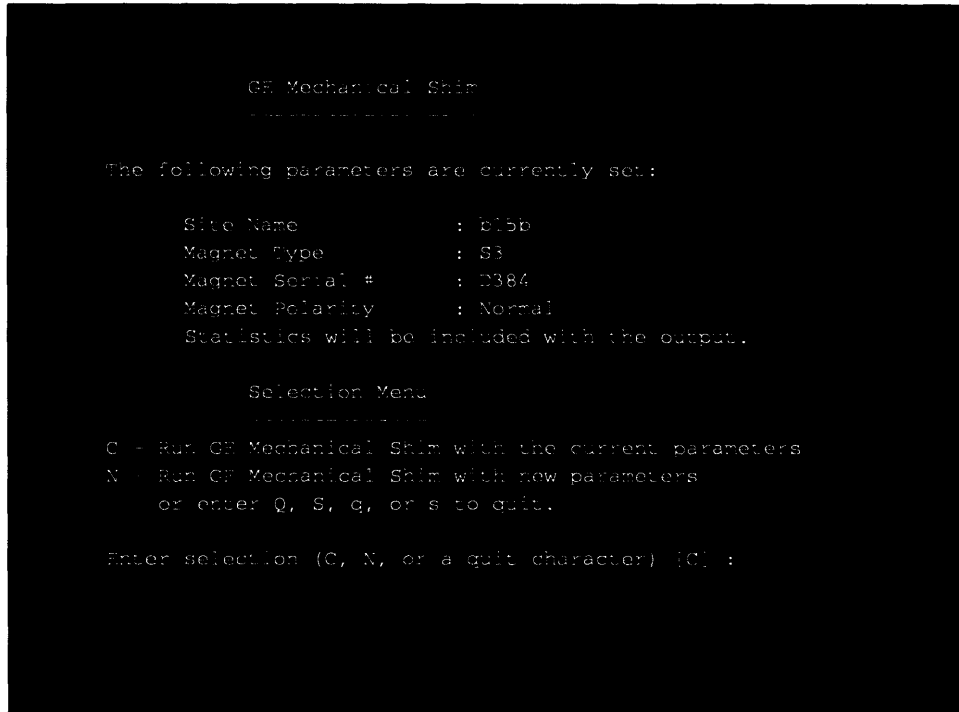 GE Mechanical Shim
The following parameters are currently set:
Site Name : b15b
Magnet Type : S3
Magnet Serial # : D384
Magnet Polarity : Normal
Statistics will be included with the output.
Selection Menu
C - Run GE Mechanical Shim with the current parameters
N - Run GE Mechanical Shim with new parameters
or enter Q, S, q, or s to quit.
Enter selection (C, N, or a quit character) [C] :